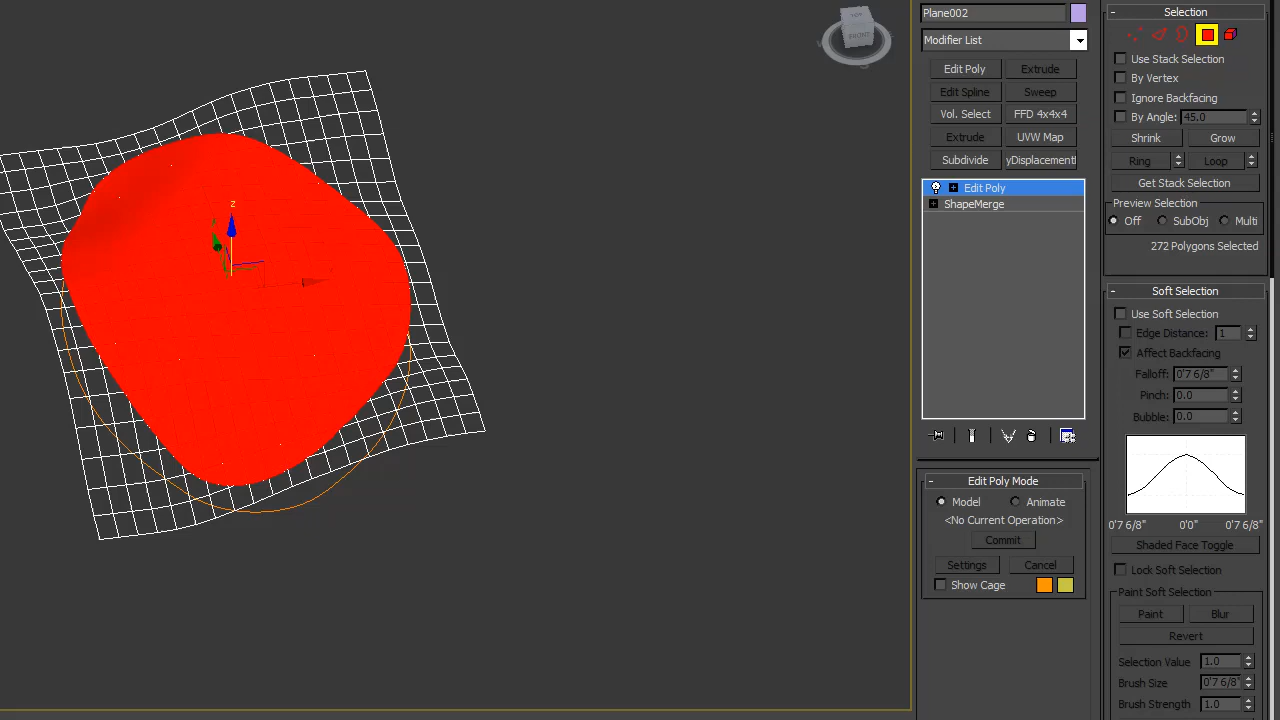 Plane002
Modifier List
Edit Poly
Extrude
Edit Spline
Sweep
Vol. Select
FFD 4x4x4
Extrude
UVW Map
Subdivide
yDisplacementl
Edit Poly
ShapeMerge
Edit Poly Mode
Model
Animate
<No Current Operation>
Commit
Settings
Cancel
Show Cage
Selection
Use Stack Selection
By Vertex
Ignore Backfacing
By Angle: 45.0
Shrink
Grow
Ring
Loop
Get Stack Selection
Preview Selection
Off
SubObj
Multi
272 Polygons Selected
Soft Selection
Use Soft Selection
Edge Distance: 1
Affect Backfacing
Falloff: 0'7 6/8"
Pinch: 0.0
Bubble: 0.0
0'7 6/8" 0'0" 0'7 6/8"
Shaded Face Toggle
Lock Soft Selection
Paint Soft Selection
Paint
Blur
Revert
Selection Value 1.0
Brush Size 0'7 6/8"
Brush Strength 1.0
FRONT
z